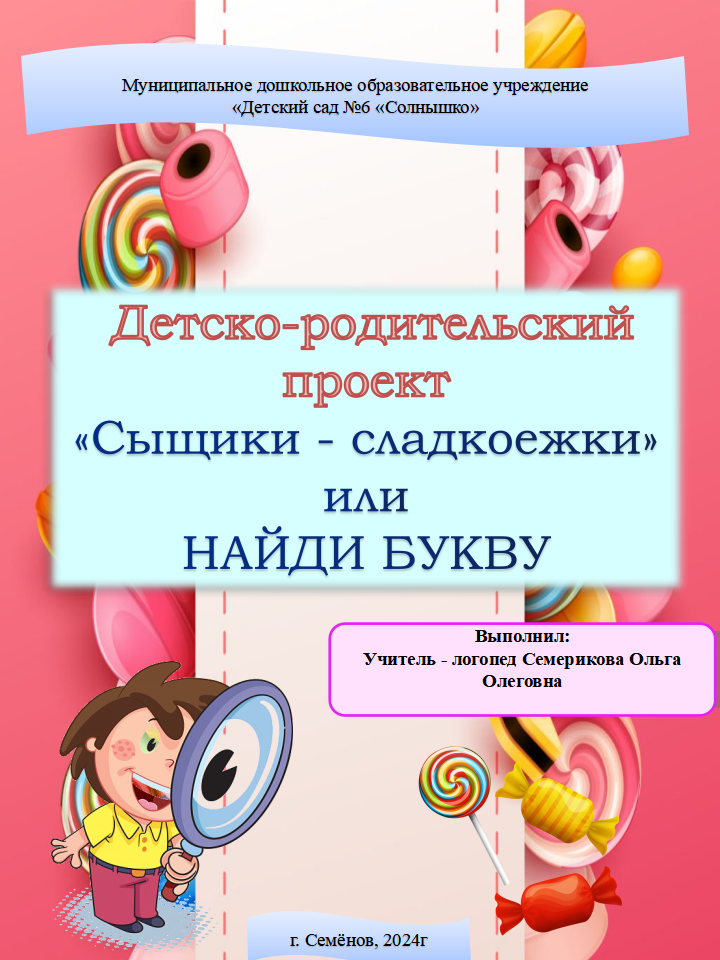 Муниципальное дошкольное образовательное учреждение
«Детский сад №6 «Солнышко»
Детско-родительский
проект
«Сыщики - сладкоежки»
или
НАЙДИ БУКВУ
Выполнил:
Учитель - логопед Семерикова Ольга
Олеговна
г. Семёнов, 2024г